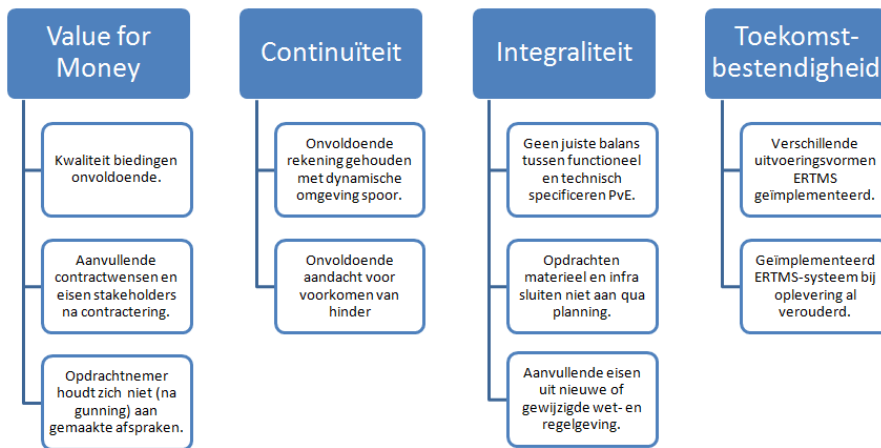 Value for
Money
Kwaliteit biedingen
onvoldoende.
Aanvullende
contractwensen en
eisen stakeholders
na contractering.
Opdrachtnemer
houdt zich niet (na
gunning) aan
gemaakte afspraken.
Continuïteit
Onvoldoende
rekening gehouden
met dynamische
omgeving spoor.
Onvoldoende
aandacht voor
voorkomen van
hinder
Integraliteit
Geen juiste balans
tussen functioneel
en technisch
specificeren PvE.
Opdrachten
materieel en infra
sluiten niet aan qua
planning.
Aanvullende eisen
uit nieuwe of
gewijzigde wet- en
regelgeving.
Toekomst-
bestendigheid
Verschillende
uitvoeringsvormen
ERTMS
geïmplementeerd.
Geïmplementeerd
ERTMS-systeem bij
oplevering al
verouderd.